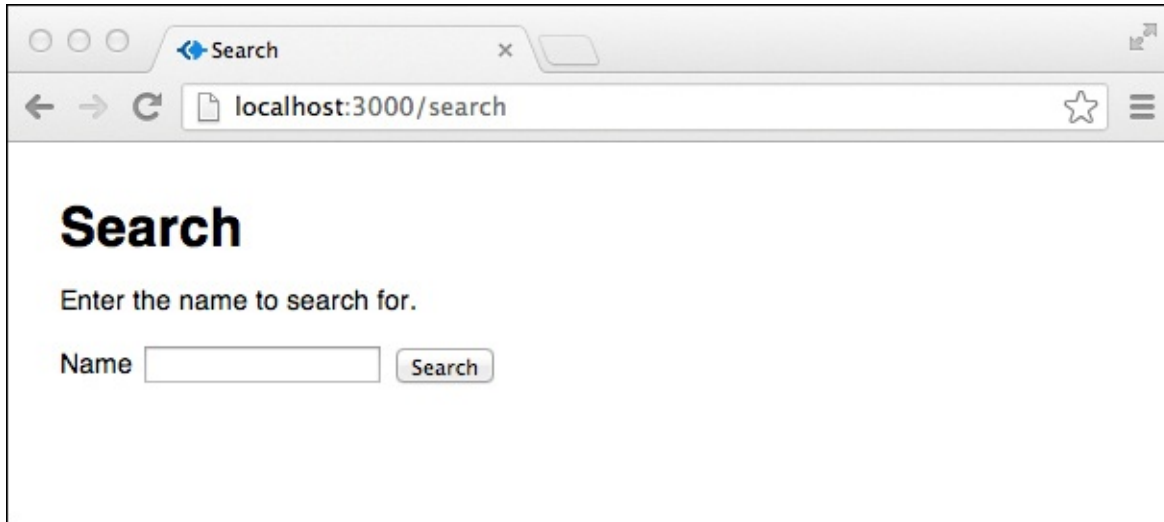 Search
localhost:3000/search
Search
Enter the name to search for.
Name Search